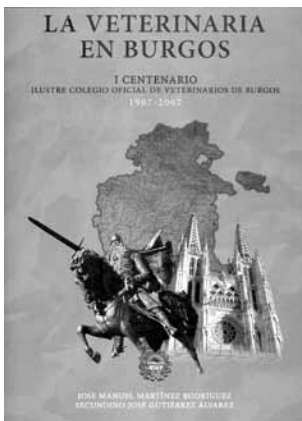 LA VETERINARIA
EN BURGOS
I CENTENARIO
ILUSTRE COLEGIO OFICIAL DE VETERINARIOS DE BURGOS
1907-2007
JOSE MANUEL MARTÍNEZ RODRÍGUEZ
SECUNDINO JOSÉ GUTIÉRREZ ÁLVAREZ